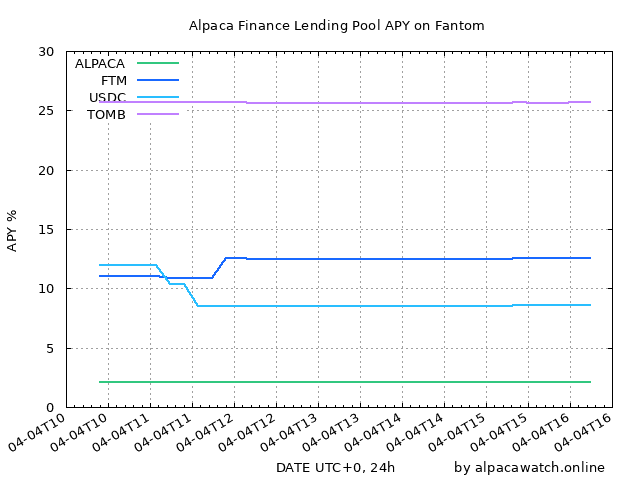 Alpaca Finance Lending Pool APY on Fantom
30
25
20
15
10
5
0
APY %
ALPACA
FTM
USDC
TOMB
04-04T10
04-04T10
04-04T11
04-04T11
04-04T12
04-04T12
04-04T13
04-04T13
04-04T14
04-04T14
04-04T15
04-04T15
04-04T16
04-04T16
DATE UTC+0, 24h
by alpacawatch.online